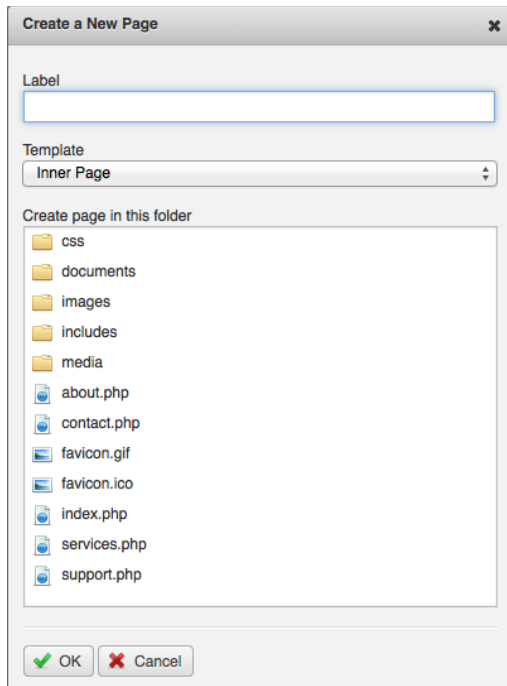 Create a New Page
Label
Template
Inner Page
Create page in this folder
css
documents
images
includes
media
about.php
contact.php
favicon.gif
favicon.ico
index.php
services.php
support.php
OK Cancel